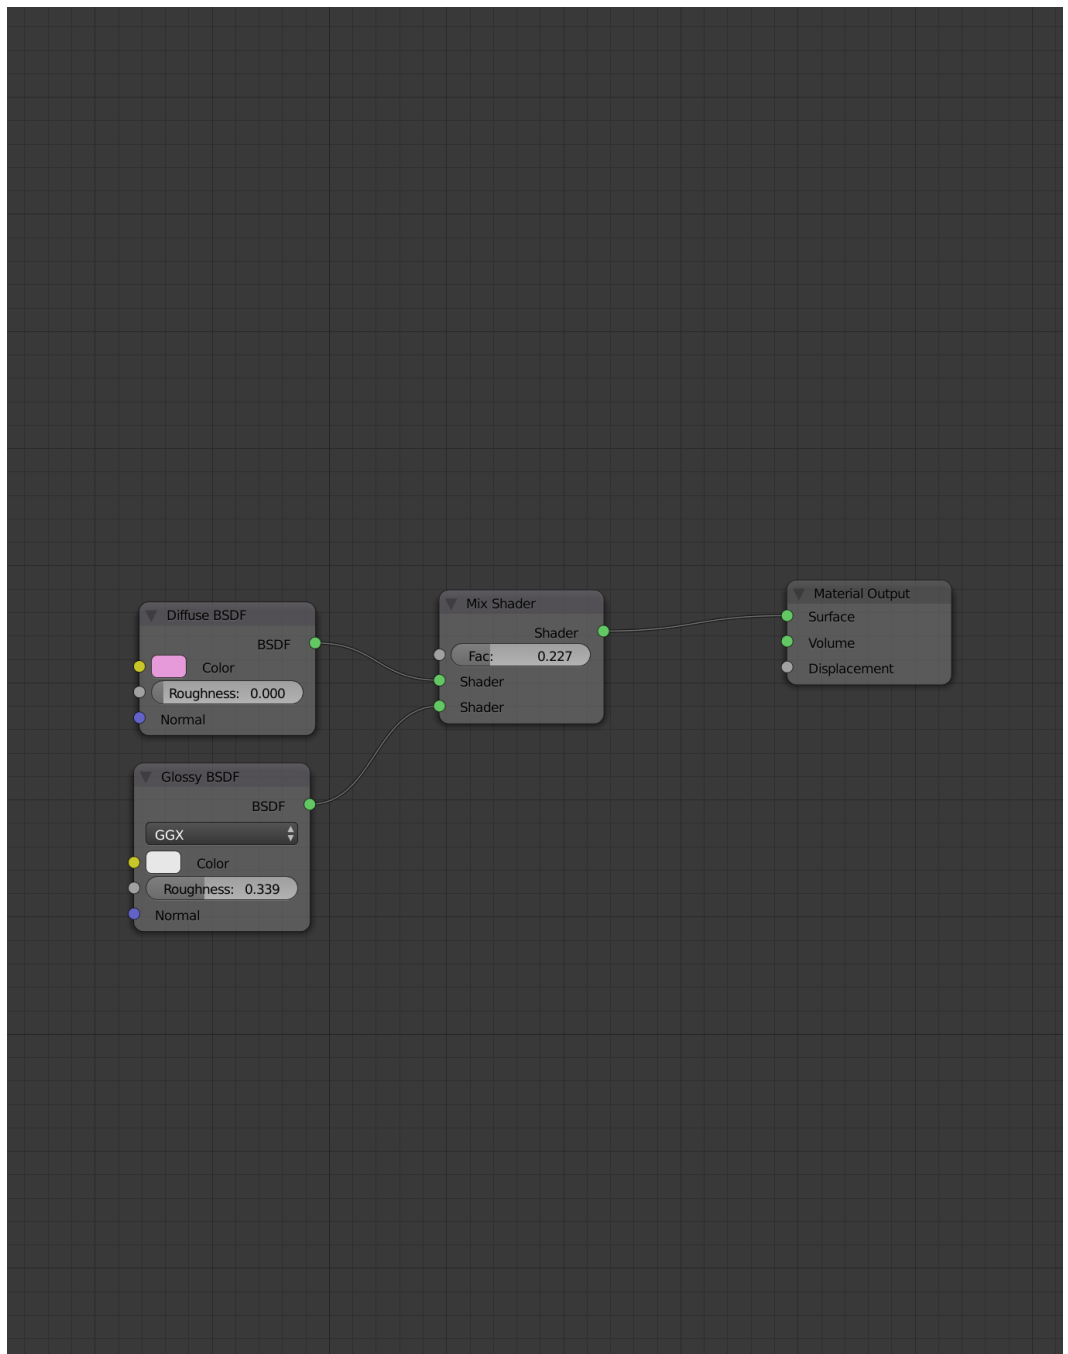 Diffuse BSDF
BSDF
Color
Roughness: 0.000
Normal
Glossy BSDF
BSDF
GGX
Color
Roughness: 0.339
Normal
Mix Shader
Shader
Fac: 0.227
Shader
Shader
Material Output
Surface
Volume
Displacement